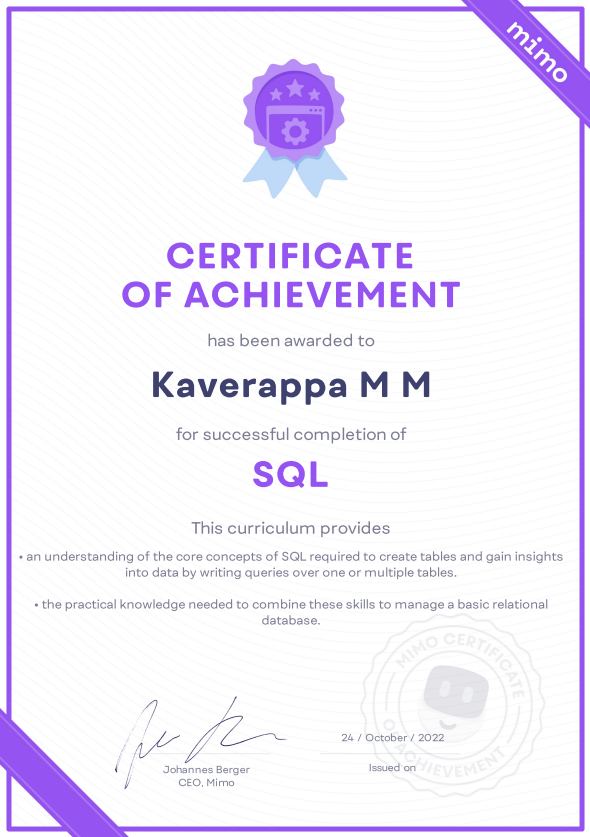 mimo
CERTIFICATE
OF ACHIEVEMENT
has been awarded to
Kaverappa M M
for successful completion of
SQL
This curriculum provides
• an understanding of the core concepts of SQL required to create tables and gain insights
into data by writing queries over one or multiple tables.
• the practical knowledge needed to combine these skills to manage a basic relational
database.
MIMO CERTIFICATE
OF ACHIEVEMENT
24 / October / 2022
Johannes Berger
Issued on
CEO, Mimo